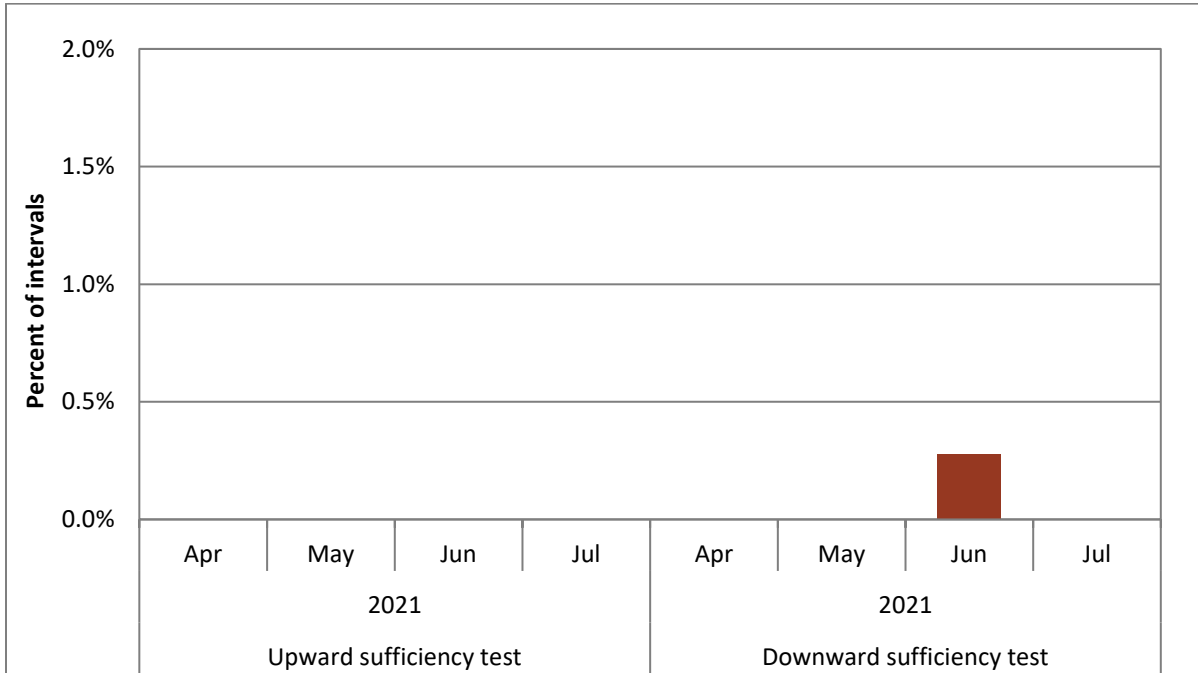 2.0%
1.5%
1.0%
0.5%
0.0%
Percent of intervals
Apr May Jun Jul Apr May Jun Jul
2021 2021
Upward sufficiency test Downward sufficiency test